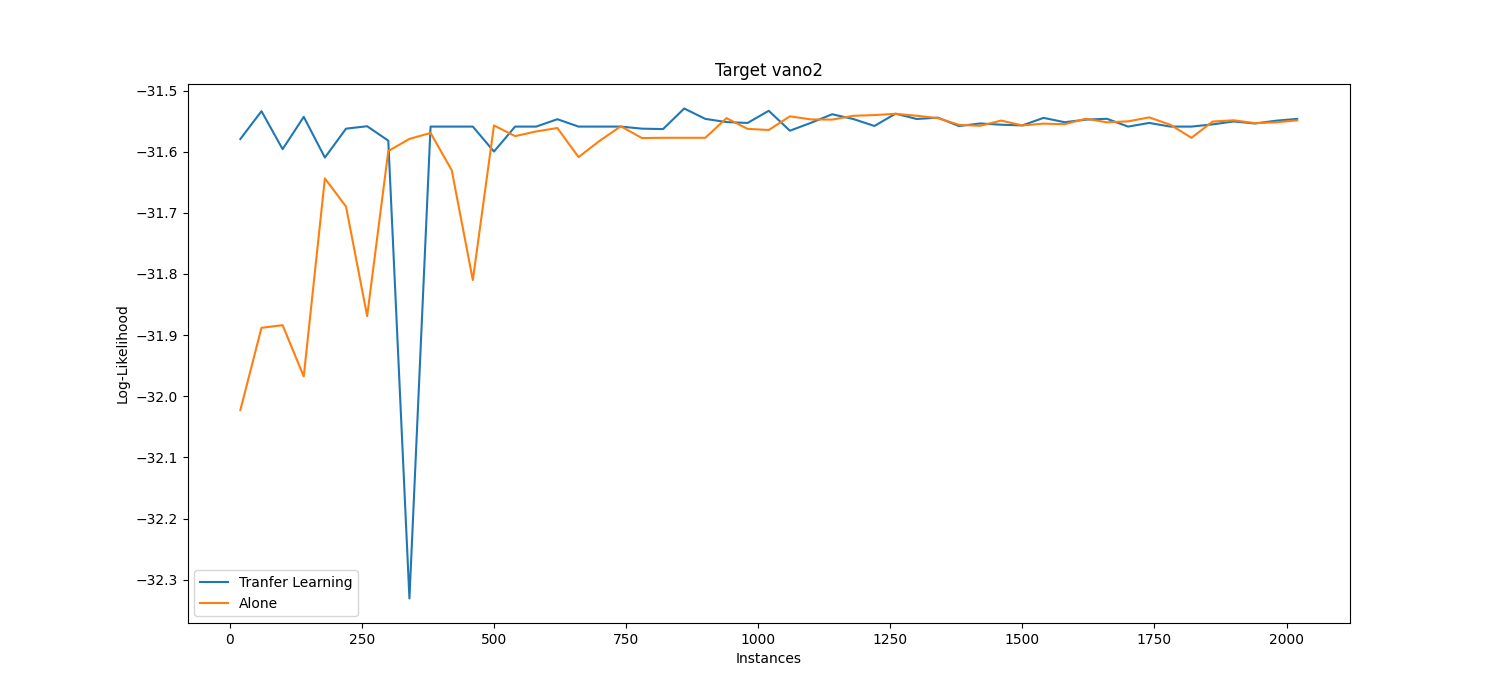 Target vano2
−31.5
−31.6
−31.7
−31.8
−31.9
−32.0
−32.1
−32.2
−32.3
Log-Likelihood
Tranfer Learning
Alone
0 250 500 750 1000 1250 1500 1750 2000
Instances